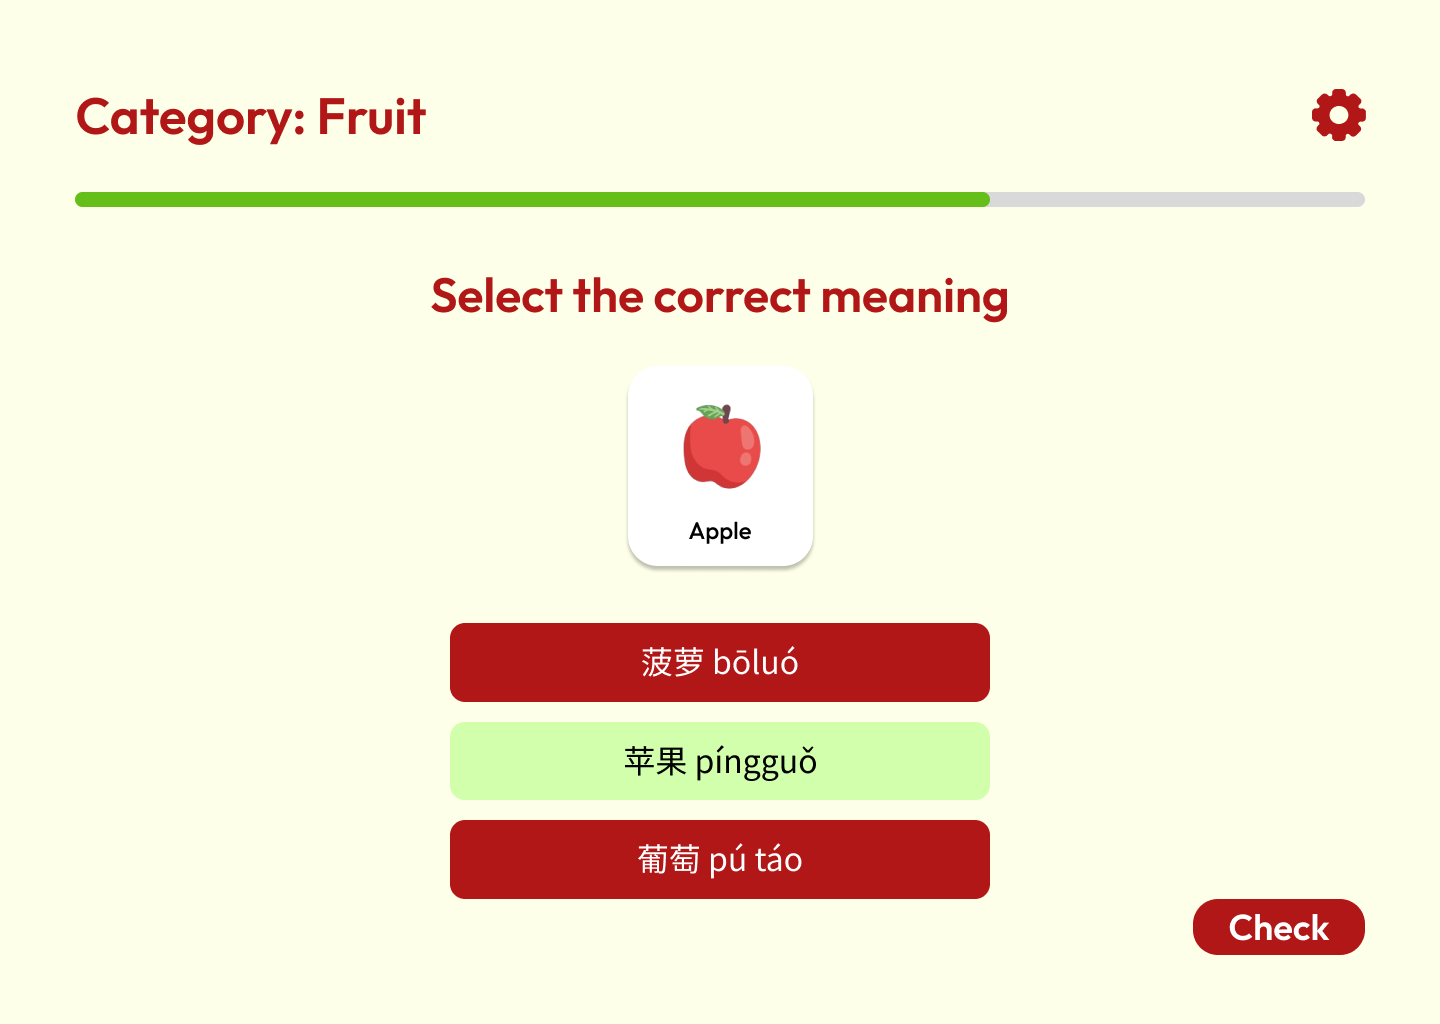 Category: Fruit
Select the correct meaning
Apple
菠萝 bōluó
苹果 píngguǒ
葡萄 pú táo
Check